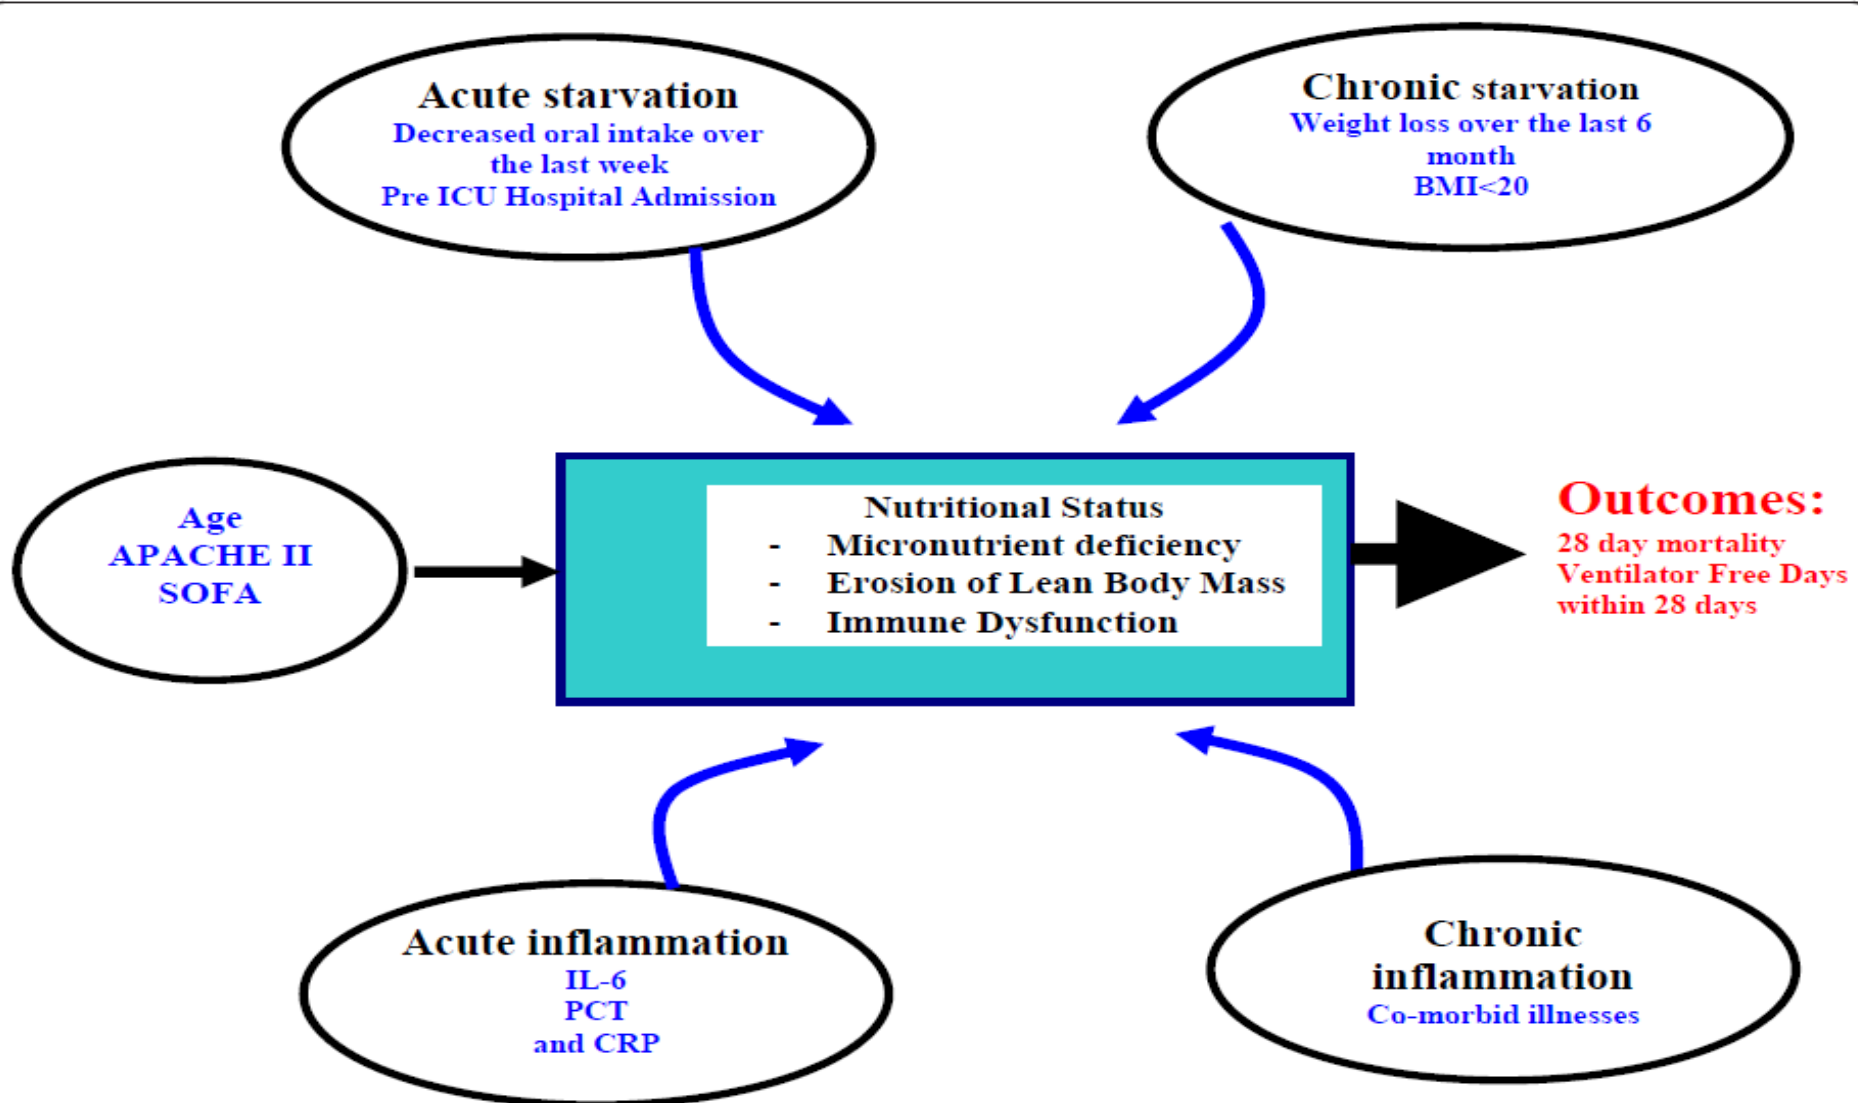 Acute starvation
Decreased oral intake over
the last week
Pre ICU Hospital Admission
Chronic starvation
Weight loss over the last 6
month
BMI<20
Age
APACHE II
SOFA
Nutritional Status
- Micronutrient deficiency
- Erosion of Lean Body Mass
- Immune Dysfunction
Outcomes:
28 day mortality
Ventilator Free Days
within 28 days
Acute inflammation
IL-6
PCT
and CRP
Chronic
inflammation
Co-morbid illnesses